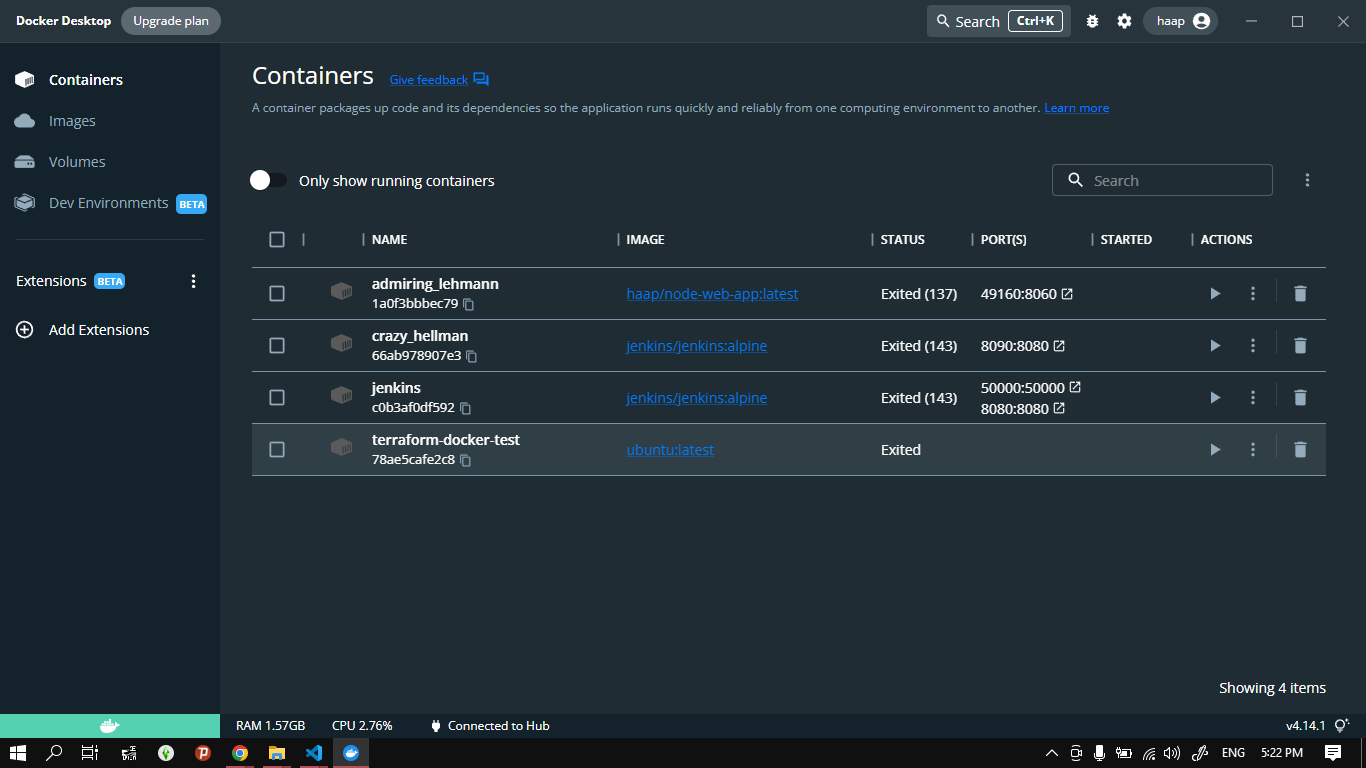 Docker Desktop
Upgrade plan
Search Ctrl+K
haap
Containers
Images
Volumes
Dev Environments BETA
Extensions BETA
Add Extensions
Containers Give feedback
A container packages up code and its dependencies so the application runs quickly and reliably from one computing environment to another. Learn more
Only show running containers
Search
NAME IMAGE STATUS PORT(S) STARTED ACTIONS
admiring_lehmann
1a0f3bbbec79
haap/node-web-app:latest
Exited (137)
49160:8060
crazy_hellman
66ab978907e3
jenkins/jenkins:alpine
Exited (143)
8090:8080
jenkins
c0b3af0df592
jenkins/jenkins:alpine
Exited (143)
50000:50000
8080:8080
terraform-docker-test
78ae5cafe2c8
ubuntu:latest
Exited
Showing 4 items
RAM 1.57GB CPU 2.76% Connected to Hub
v4.14.1
ENG 5:22 PM